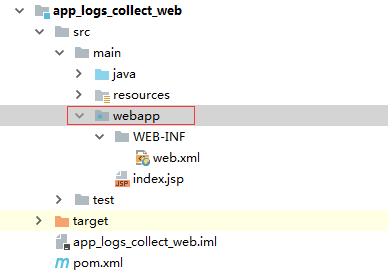 app_logs_collect_web
src
main
java
resources
webapp
WEB-INF
web.xml
JSP index.jsp
test
target
app_logs_collect_web.iml
m pom.xml